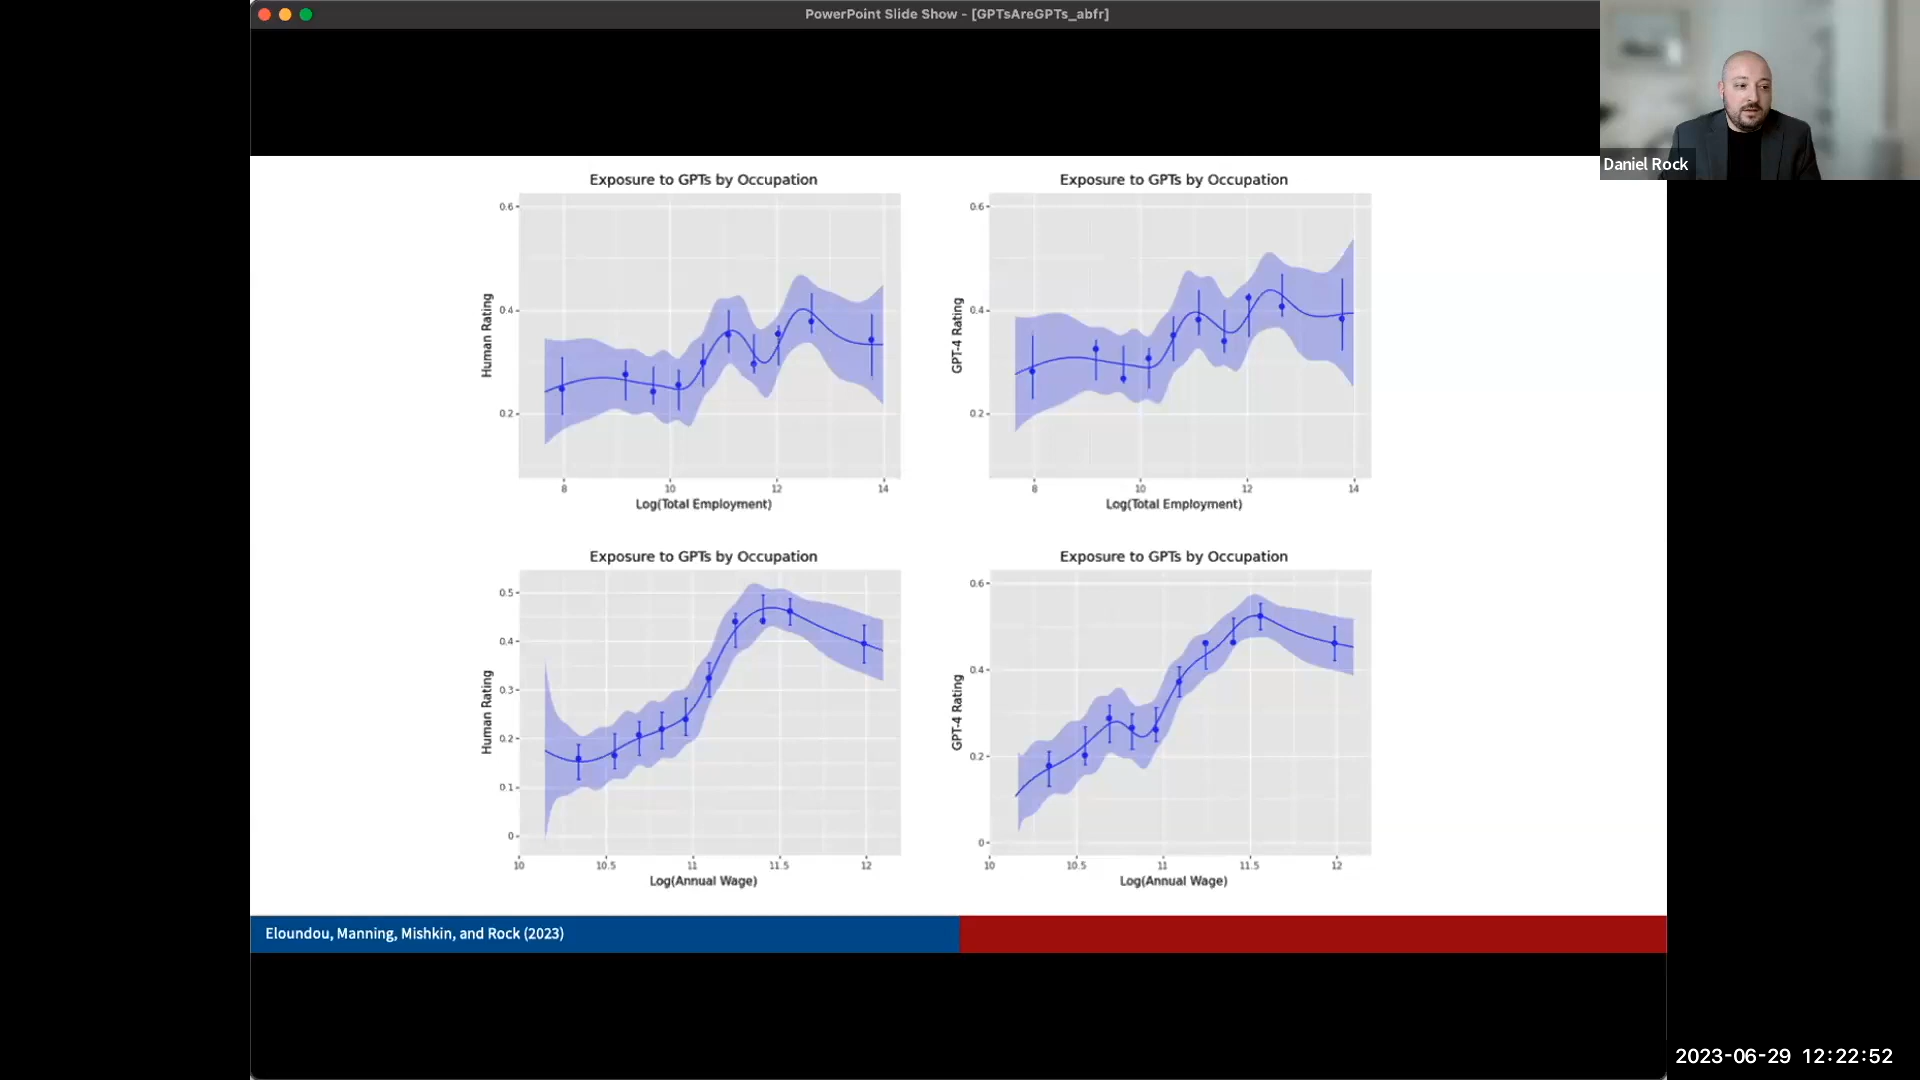 PowerPoint Slide Show - [GPTsAreGPTs_abfr]
Daniel Rock
Exposure to GPTs by Occupation
0.6
0.4
0.2
Human Rating
8
10
12
14
Log(Total Employment)
Exposure to GPTs by Occupation
0.6
0.4
0.2
GPT-4 Rating
8
10
12
14
Log(Total Employment)
Exposure to GPTs by Occupation
0.5
0.4
0.3
0.2
0.1
0
Human Rating
10
10.5
11
11.5
12
Log(Annual Wage)
Exposure to GPTs by Occupation
0.6
0.4
0.2
0
GPT-4 Rating
10
10.5
11
11.5
12
Log(Annual Wage)
Eloundou, Manning, Mishkin, and Rock (2023)
2023-06-29 12:22:52